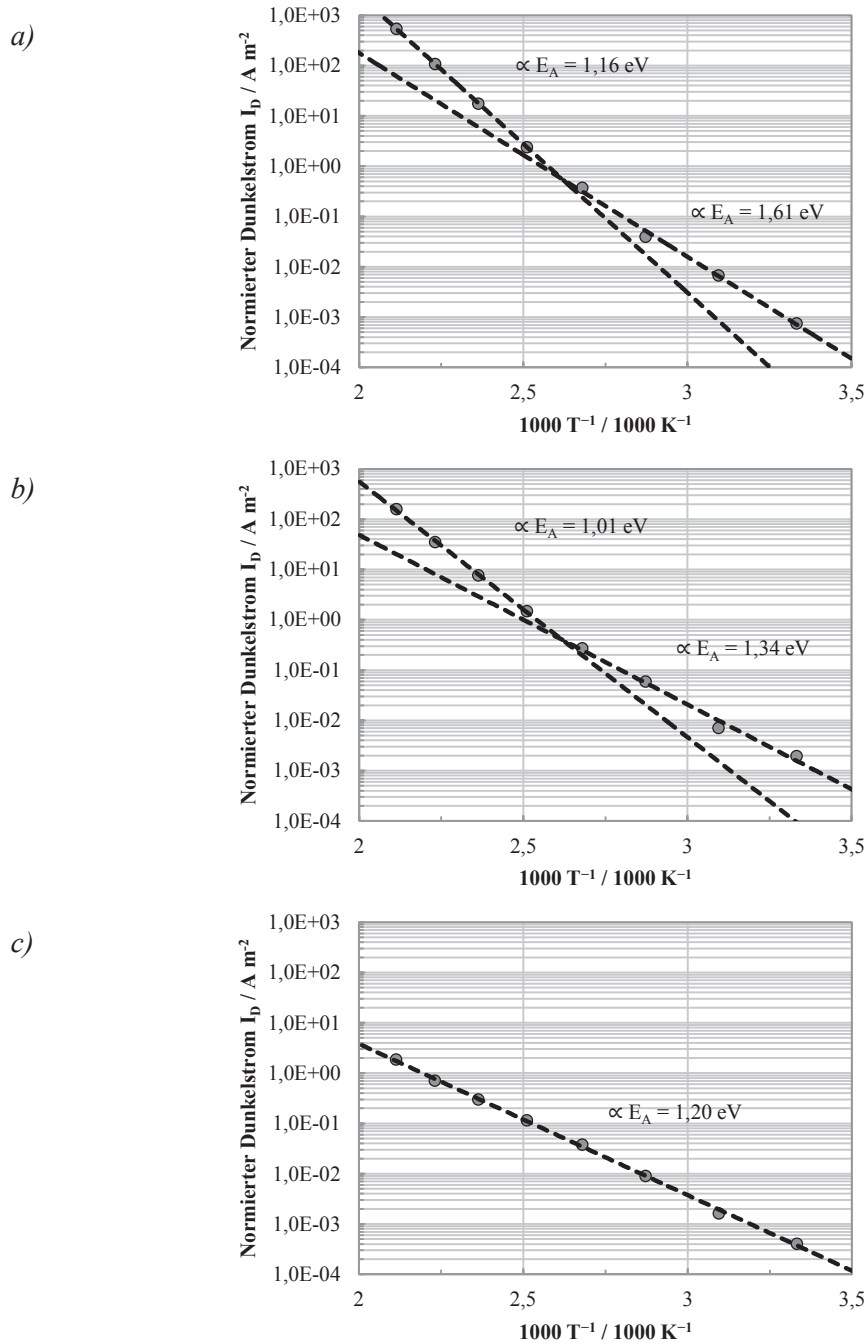 a)
Normierter Dunkelstrom I_D / A m⁻²
1,0E+03
1,0E+02
1,0E+01
1,0E+00
1,0E-01
1,0E-02
1,0E-03
1,0E-04
∝ E_A = 1,16 eV
∝ E_A = 1,61 eV
2 2,5 3 3,5
1000 T⁻¹ / 1000 K⁻¹
b)
Normierter Dunkelstrom I_D / A m⁻²
1,0E+03
1,0E+02
1,0E+01
1,0E+00
1,0E-01
1,0E-02
1,0E-03
1,0E-04
∝ E_A = 1,01 eV
∝ E_A = 1,34 eV
2 2,5 3 3,5
1000 T⁻¹ / 1000 K⁻¹
c)
Normierter Dunkelstrom I_D / A m⁻²
1,0E+03
1,0E+02
1,0E+01
1,0E+00
1,0E-01
1,0E-02
1,0E-03
1,0E-04
∝ E_A = 1,20 eV
2 2,5 3 3,5
1000 T⁻¹ / 1000 K⁻¹